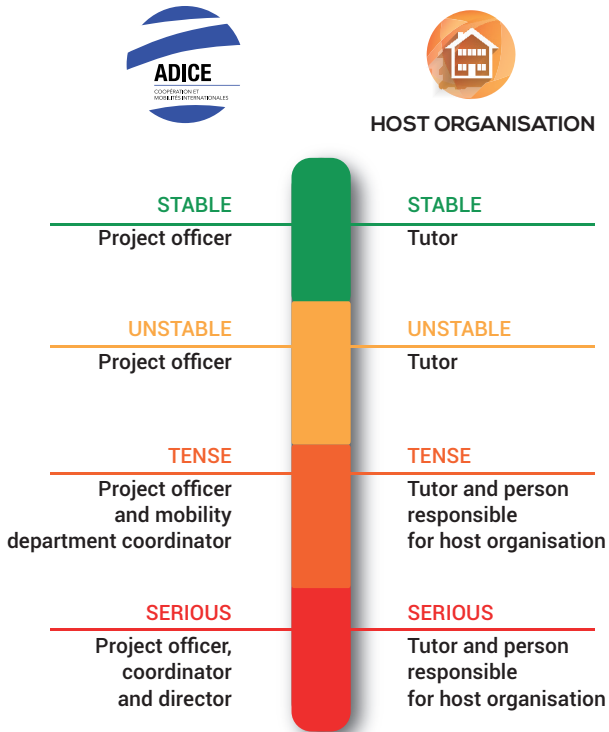 ADICE
COOPÉRATION ET
MOBILITÉS INTERNATIONALES
HOST ORGANISATION
STABLE
Project officer
STABLE
Tutor
UNSTABLE
Project officer
UNSTABLE
Tutor
TENSE
Project officer
and mobility
department coordinator
TENSE
Tutor and person
responsible
for host organisation
SERIOUS
Project officer,
coordinator
and director
SERIOUS
Tutor and person
responsible
for host organisation